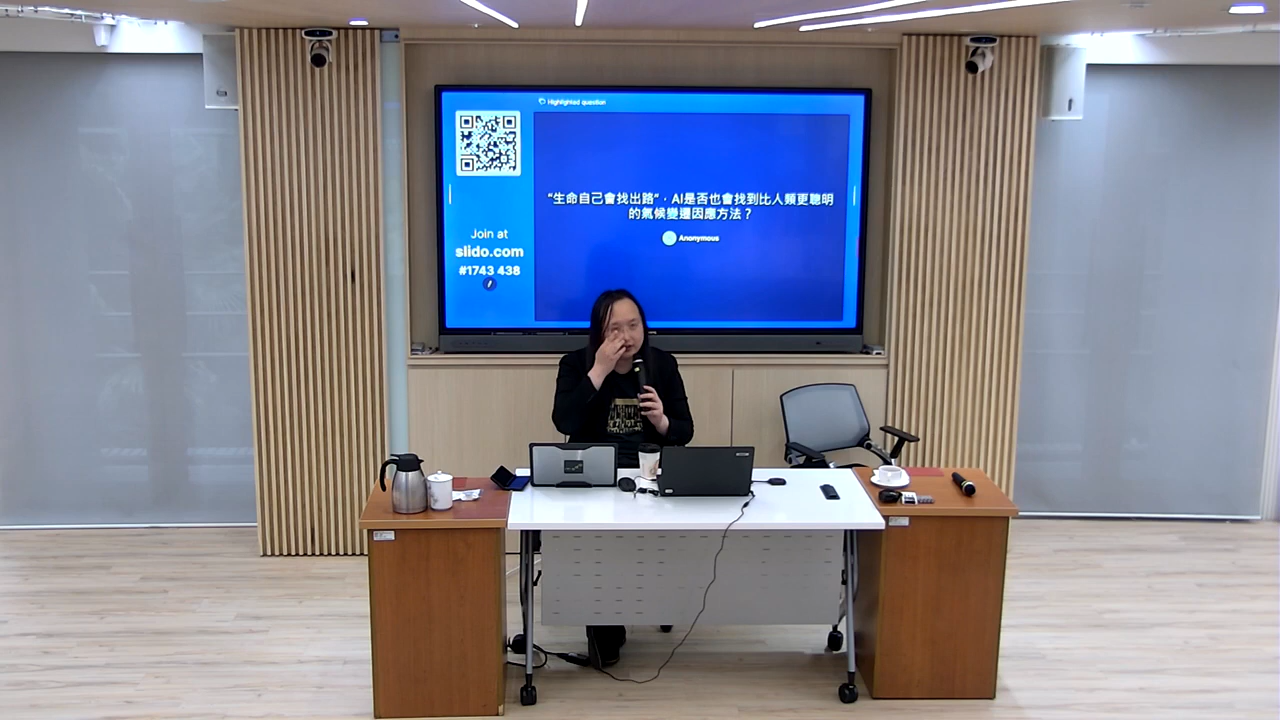 Highlighted question
"生命自己會找出路",AI是否也會找到比人類更聰明
的氣候變遷因應方法?
Anonymous
Join at
slido.com
#1743 438